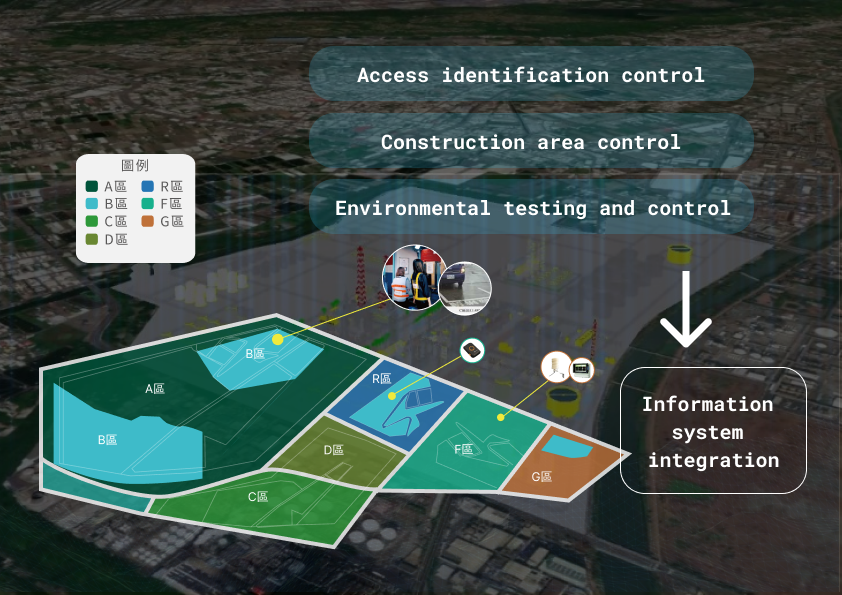 Access identification control
Construction area control
Environmental testing and control
圖例
A區
R區
B區
F區
C區
G區
D區
Information
system
integration
B區
R區
A區
B區
D區
F區
G區
C區